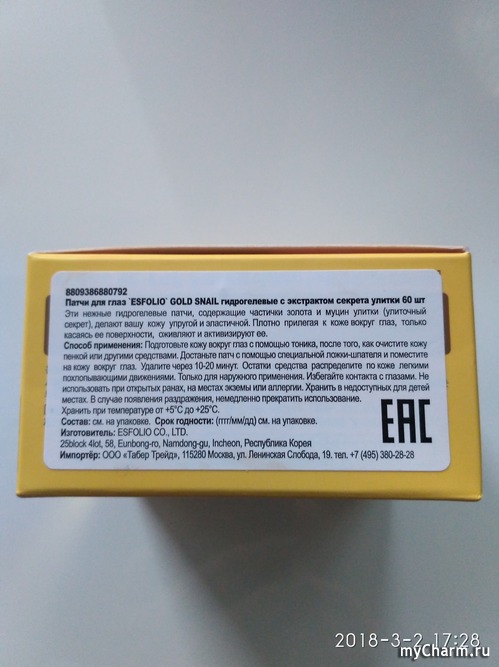 8809386880792
Патчи для глаз `ESFOLIO` GOLD SNAIL гидрогелевые с экстрактом секрета улитки 60 шт
Эти нежные гидрогелевые патчи, содержащие частички золота и муцин улитки (улиточный
секрет), делают вашу кожу упругой и эластичной. Плотно прилегая к коже вокруг глаз, только
касаясь ее поверхности, оживляют и активизируют ее.
Способ применения: Подготовьте кожу вокруг глаз с помощью тоника, после того, как очистите кожу
пенкой или другими средствами. Достаньте патч с помощью специальной ложки-шпателя и поместите
на кожу вокруг глаз. Удалите через 10-20 минут. Остатки средства распределите по коже легкими
похлопывающими движениями. Только для наружного применения. Избегайте контакта с глазами. Не
использовать при открытых ранах, на местах экземы или аллергии. Хранить в недоступных для детей
местах. В случае появления раздражения, немедленно прекратить использование.
Хранить при температуре от +5°C до +25°C.
Состав: см. на упаковке. Срок годности: (гггг/мм/дд) см. на упаковке.
Изготовитель: ESFOLIO CO., LTD.
25block 4lot, 58, Eunbong-ro, Namdong-gu, Incheon, Республика Корея
Импортёр: ООО «Табер Трейд», 115280 Москва, ул. Ленинская Слобода, 19. тел. +7 (495) 380-28-28
EAC
2018-3-2 17:28
myCharm.ru